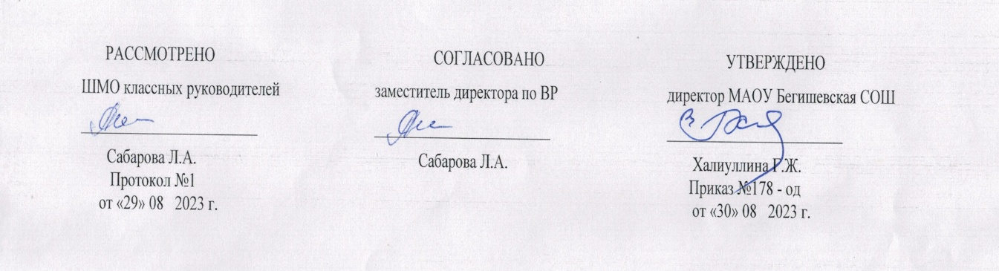 РАССМОТРЕНО
ШМО классных руководителей
Сабарова Л.А.
Протокол №1
от «29» 08 2023 г.
СОГЛАСОВАНО
заместитель директора по ВР
Сабарова Л.А.
УТВЕРЖДЕНО
директор МАОУ Бегишевская СОШ
Халиуллина Г.Ж.
Приказ №178 - од
от «30» 08 2023 г.